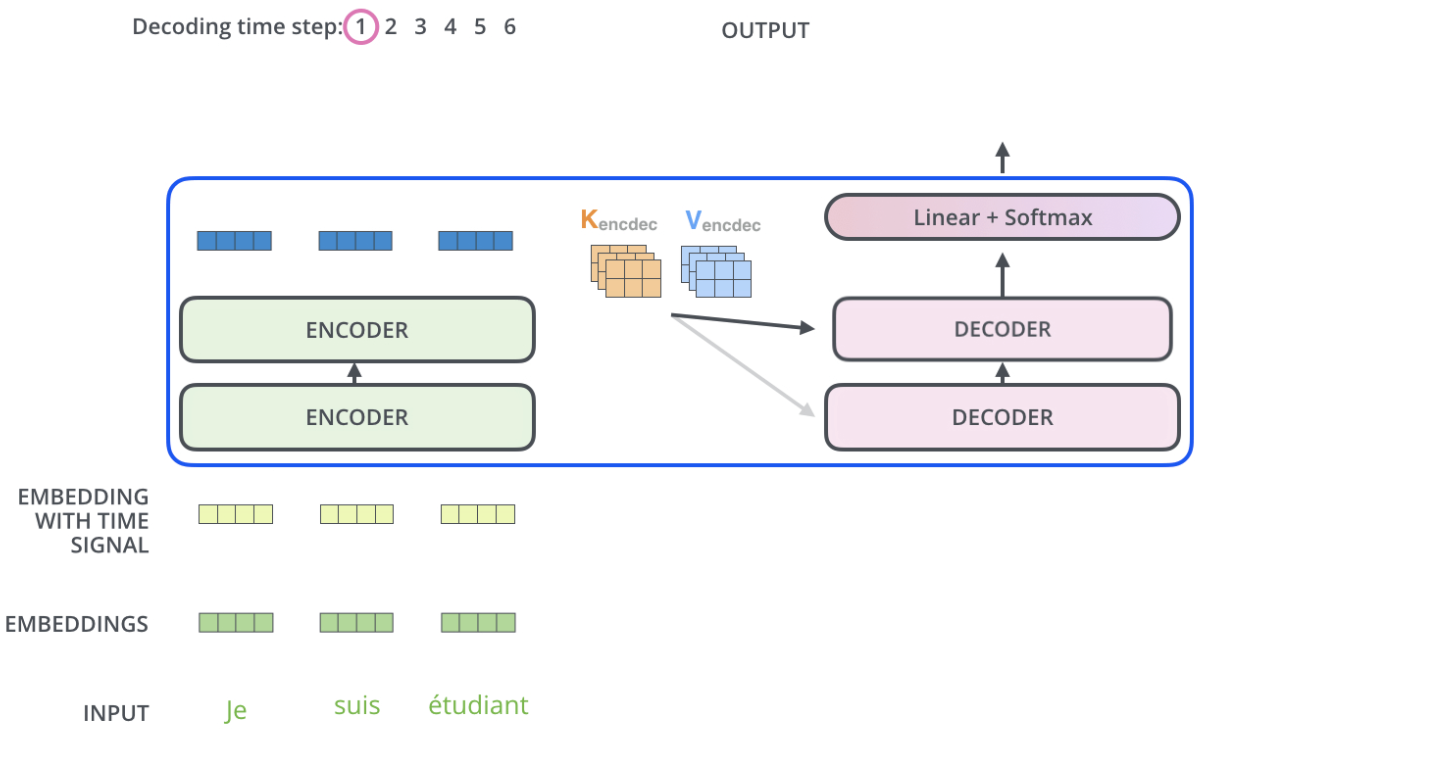 Decoding time step: 1 2 3 4 5 6
OUTPUT
Linear + Softmax
Kencdec
Vencdec
ENCODER
DECODER
ENCODER
DECODER
EMBEDDING
WITH TIME
SIGNAL
EMBEDDINGS
INPUT
Je suis étudiant